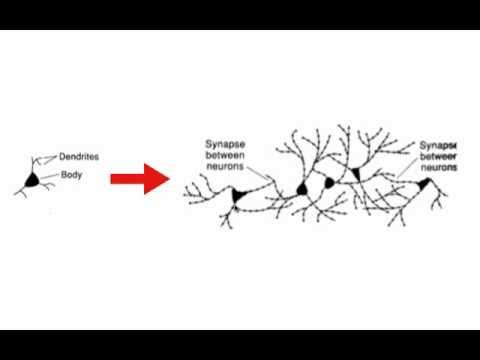 Dendrites
Body
Synapse
between
neurons
Synapse
between
neurons